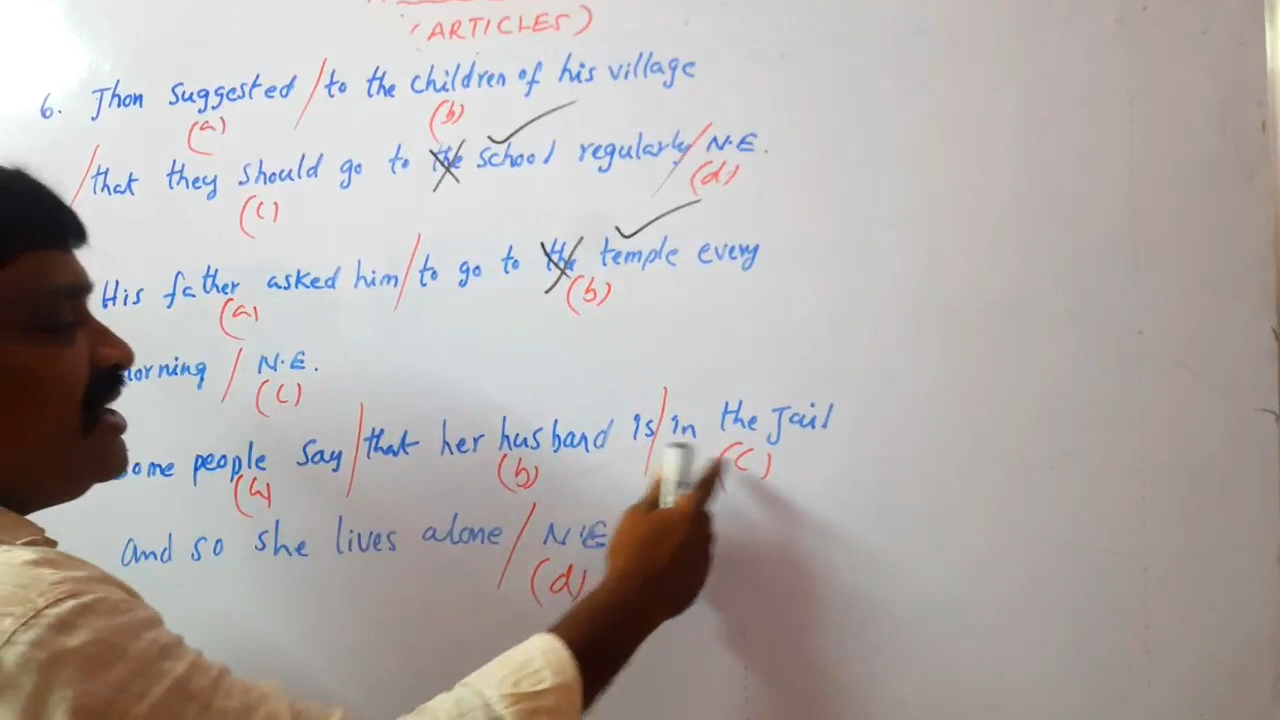 (ARTICLES)
6. Jhon suggested / to the children of his village
(a) (b)
/ that they should go to the school regularly / N.E.
(c) (d)
His father asked him / to go to the temple every
(a) (b)
/ N.E.
(c)
people say / that her husband is / in the Jail
(a) (b) (c)
and so she lives alone / N.E
(d)